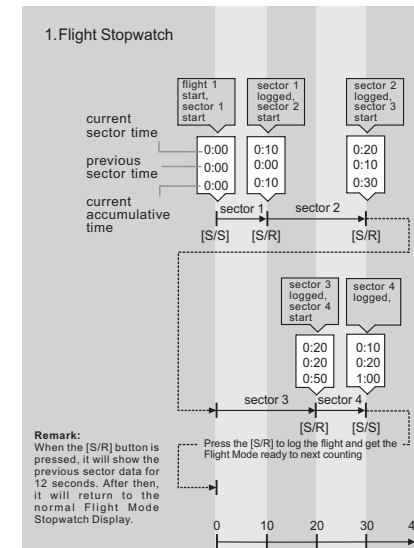 1.Flight Stopwatch
flight 1
start,
sector 1
start
sector 1
logged,
sector 2
start
sector 2
logged,
sector 3
start
current
sector time
previous
sector time
current
accumulative
time
0:00
0:00
0:00
0:10
0:00
0:10
0:20
0:10
0:30
sector 1
sector 2
[S/S]
[S/R]
[S/R]
sector 3
logged,
sector 4
start
sector 4
logged,
0:20
0:20
0:50
0:10
0:20
1:00
sector 3
sector 4
[S/R]
[S/S]
Press the [S/R] to log the flight and get the
Flight Mode ready to next counting
Remark:
When the [S/R] button is
pressed, it will show the
previous sector data for
12 seconds. After then,
it will return to the
normal Flight Mode
Stopwatch Display.
0 10 20 30 4